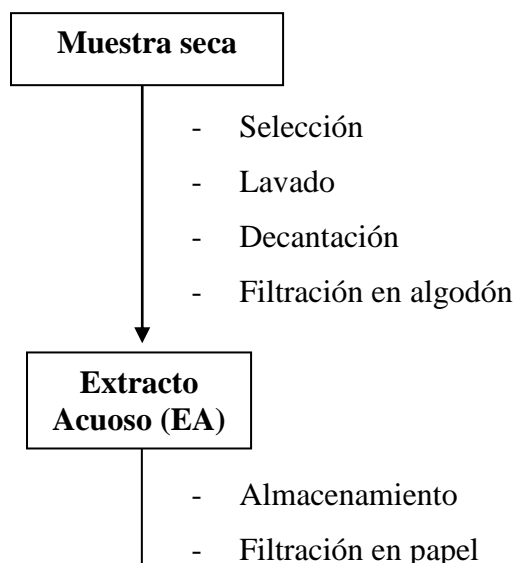 Muestra seca
- Selección
- Lavado
- Decantación
- Filtración en algodón
Extracto
Acuoso (EA)
- Almacenamiento
- Filtración en papel